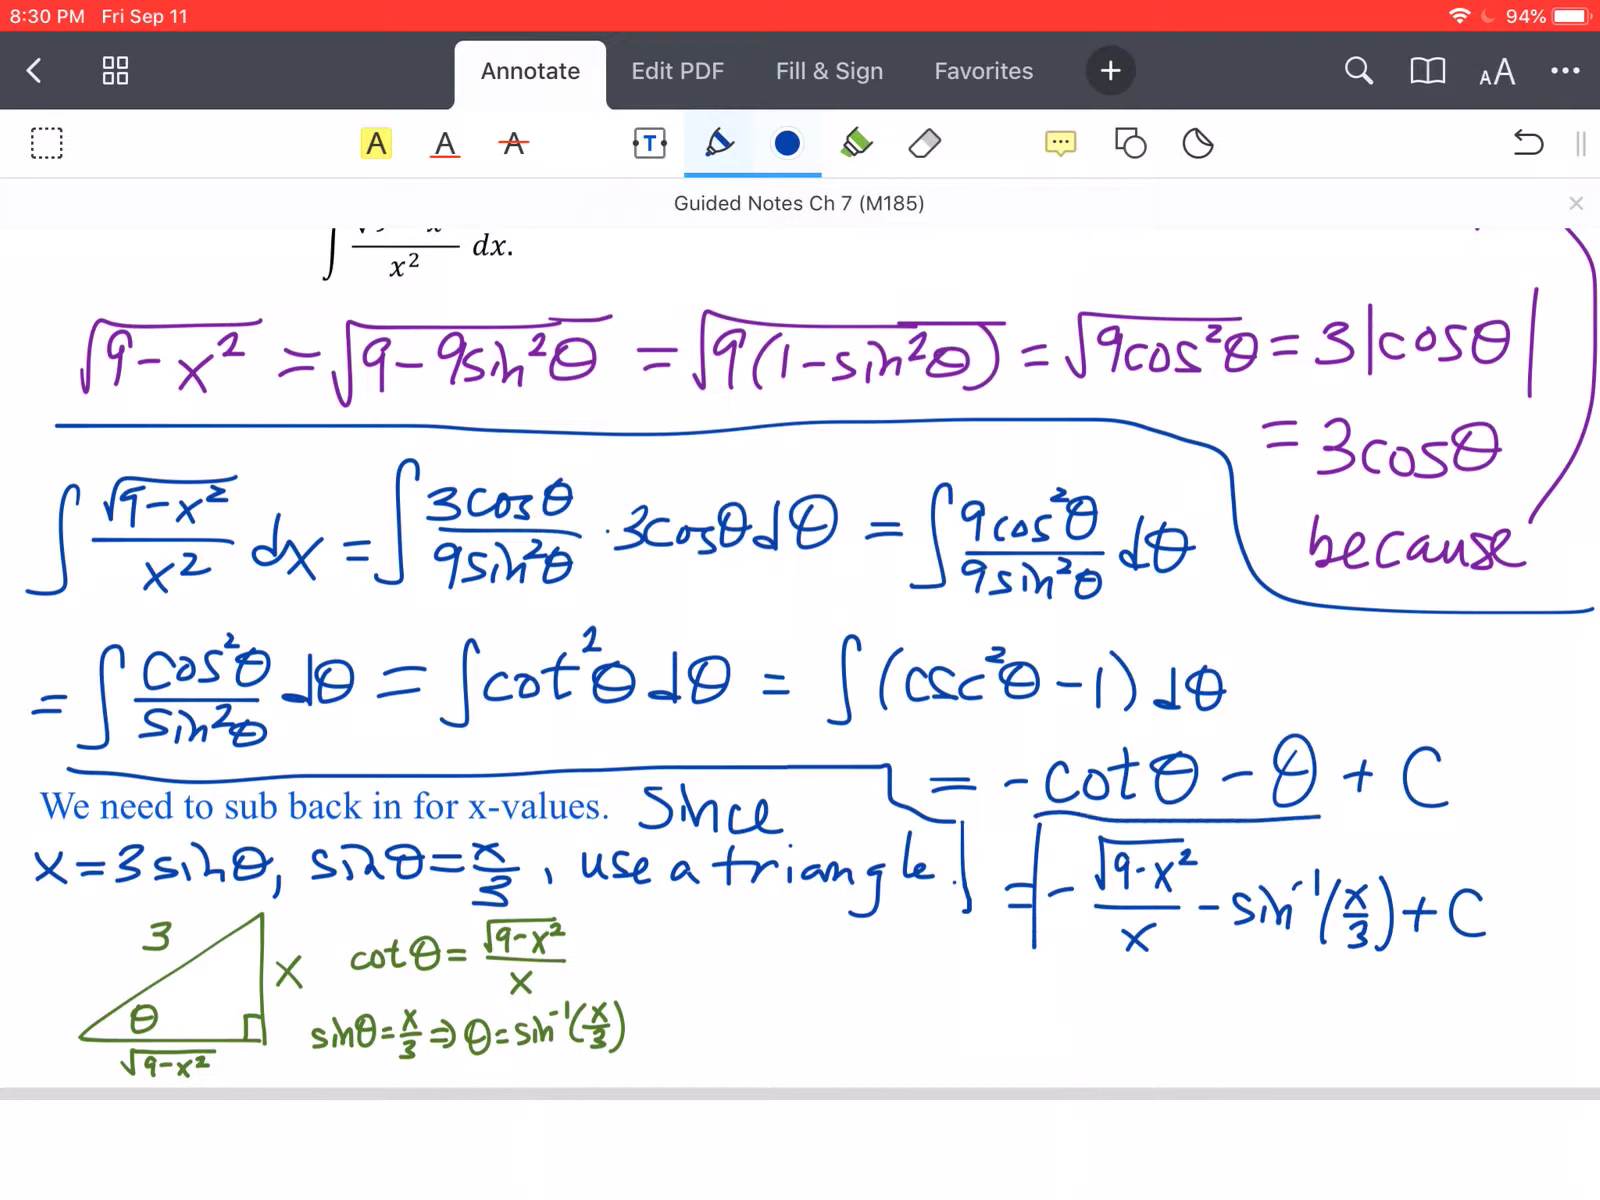 8:30 PM Fri Sep 11 94%
Annotate Edit PDF Fill & Sign Favorites
Guided Notes Ch 7 (M185)
∫ / x² dx.
√(9-x²) = √(9-9sin²θ) = √(9(1-sin²θ)) = √(9cos²θ) = 3|cosθ|
= 3cosθ
because
∫ √(9-x²)/x² dx = ∫ 3cosθ/9sin²θ · 3cosθdθ = ∫ 9cos²θ/9sin²θ dθ
= ∫ cos²θ/sin²θ dθ = ∫cot²θdθ = ∫(csc²θ-1)dθ
= -cotθ-θ+C
We need to sub back in for x-values. Since
x=3sinθ, sinθ=x/3, use a triangle.
= -√(9-x²)/x - sin⁻¹(x/3)+C
3
x
θ
√(9-x²)
cotθ = √(9-x²)/x
sinθ=x/3 ⇒ θ=sin⁻¹(x/3)